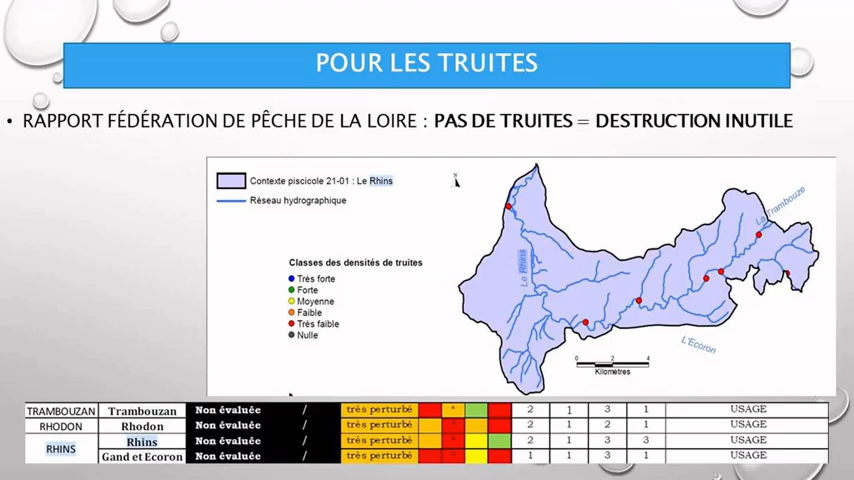 POUR LES TRUITES
• RAPPORT FÉDÉRATION DE PÊCHE DE LA LOIRE : PAS DE TRUITES = DESTRUCTION INUTILE
Contexte piscicole 21-01 : Le Rhins
Réseau hydrographique
N
La Trambouze
Le Rhins
Classes des densités de truites
Très forte
Forte
Moyenne
Faible
Très faible
Nulle
L'Ecoron
0 2 4
Kilomètres
TRAMBOUZAN Trambouzan Non évaluée / très perturbé * 2 1 3 1 USAGE
RHODON Rhodon Non évaluée / très perturbé * 2 1 2 1 USAGE
RHINS Rhins Non évaluée / très perturbé * 2 1 3 3 USAGE
Gand et Ecoron Non évaluée / très perturbé * 1 1 3 1 USAGE